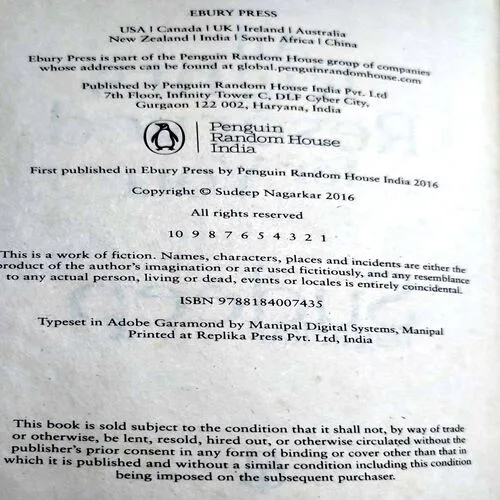 EBURY PRESS
USA | Canada | UK | Ireland | Australia
New Zealand | India | South Africa | China
Ebury Press is part of the Penguin Random House group of companies
whose addresses can be found at global.penguinrandomhouse.com
Published by Penguin Random House India Pvt. Ltd
7th Floor, Infinity Tower C, DLF Cyber City,
Gurgaon 122 002, Haryana, India
Penguin
Random House
India
First published in Ebury Press by Penguin Random House India 2016
Copyright © Sudeep Nagarkar 2016
All rights reserved
10 9 8 7 6 5 4 3 2 1
This is a work of fiction. Names, characters, places and incidents are either the
product of the author's imagination or are used fictitiously, and any resemblance
to any actual person, living or dead, events or locales is entirely coincidental.
ISBN 9788184007435
Typeset in Adobe Garamond by Manipal Digital Systems, Manipal
Printed at Replika Press Pvt. Ltd, India
This book is sold subject to the condition that it shall not, by way of trade
or otherwise, be lent, resold, hired out, or otherwise circulated without the
publisher's prior consent in any form of binding or cover other than that in
which it is published and without a similar condition including this condition
being imposed on the subsequent purchaser.